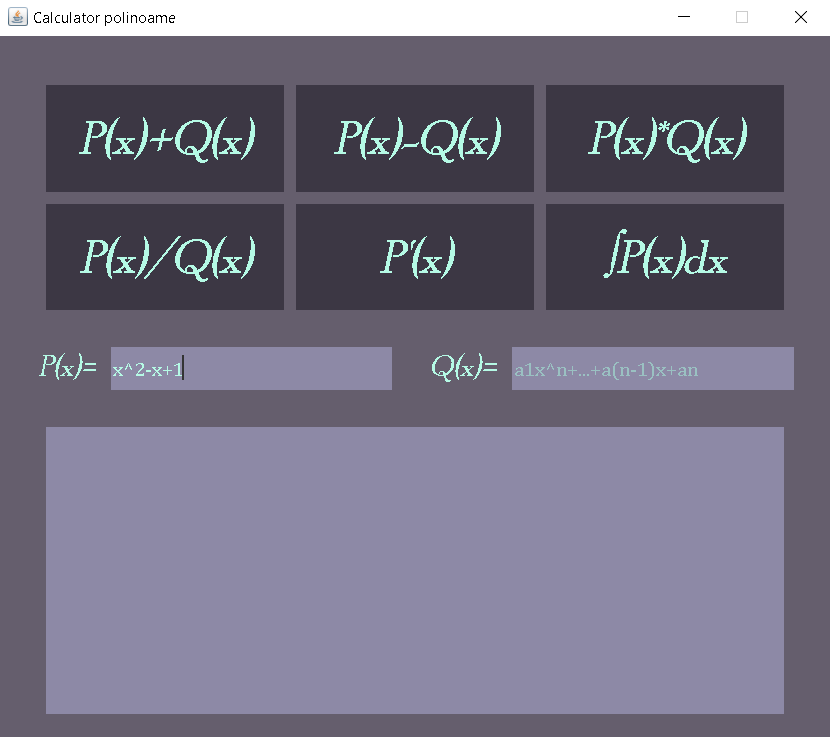 Calculator polinoame
P(x)+Q(x) P(x)-Q(x) P(x)*Q(x)
P(x)/Q(x) P'(x) ∫P(x)dx
P(x)= x^2-x+1 Q(x)= a1x^n+...+a(n-1)x+an